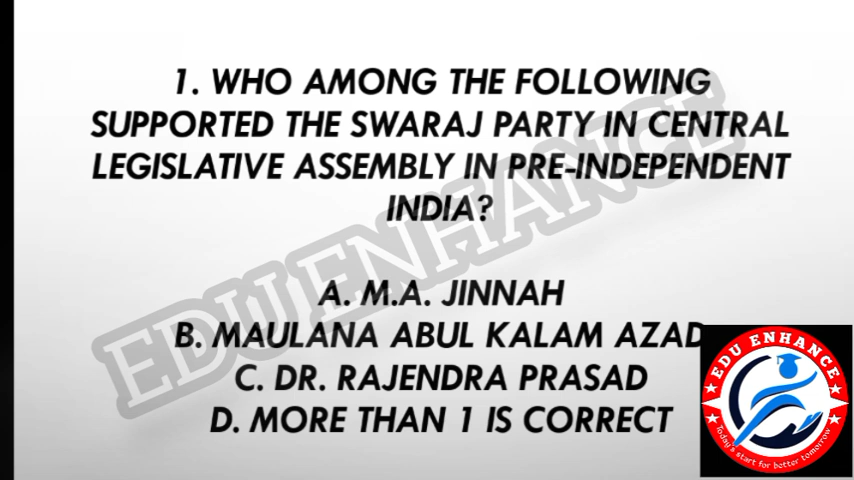 1. WHO AMONG THE FOLLOWING
SUPPORTED THE SWARAJ PARTY IN CENTRAL
LEGISLATIVE ASSEMBLY IN PRE-INDEPENDENT
INDIA?
EDU ENHANCE
A. M.A. JINNAH
B. MAULANA ABUL KALAM AZAD
C. DR. RAJENDRA PRASAD
D. MORE THAN 1 IS CORRECT
EDU ENHANCE
Today's start for better tomorrow